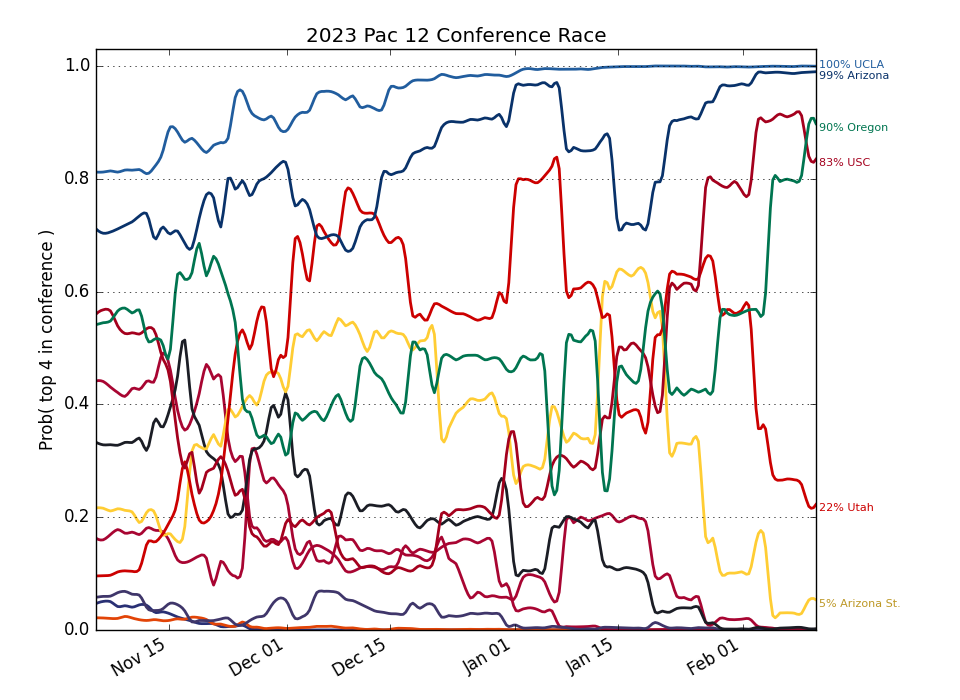 2023 Pac 12 Conference Race
Prob( top 4 in conference )
1.0
0.8
0.6
0.4
0.2
0.0
Nov 15
Dec 01
Dec 15
Jan 01
Jan 15
Feb 01
100% UCLA
99% Arizona
90% Oregon
83% USC
22% Utah
5% Arizona St.